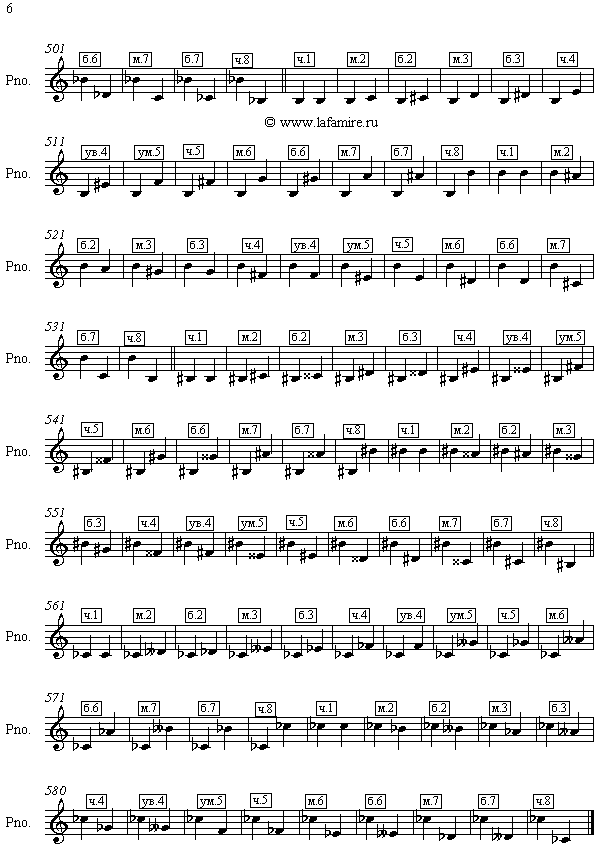 6
501
б.6 м.7 б.7 ч.8 ч.1 м.2 б.2 м.3 б.3 ч.4
Pno.
© www.lafamire.ru
511
ув.4 ум.5 ч.5 м.6 б.6 м.7 б.7 ч.8 ч.1 м.2
Pno.
521
б.2 м.3 б.3 ч.4 ув.4 ум.5 ч.5 м.6 б.6 м.7
Pno.
531
б.7 ч.8 ч.1 м.2 б.2 м.3 б.3 ч.4 ув.4 ум.5
Pno.
541
ч.5 м.6 б.6 м.7 б.7 ч.8 ч.1 м.2 б.2 м.3
Pno.
551
б.3 ч.4 ув.4 ум.5 ч.5 м.6 б.6 м.7 б.7 ч.8
Pno.
561
ч.1 м.2 б.2 м.3 б.3 ч.4 ув.4 ум.5 ч.5 м.6
Pno.
571
б.6 м.7 б.7 ч.8 ч.1 м.2 б.2 м.3 б.3
Pno.
580
ч.4 ув.4 ум.5 ч.5 м.6 б.6 м.7 б.7 ч.8
Pno.